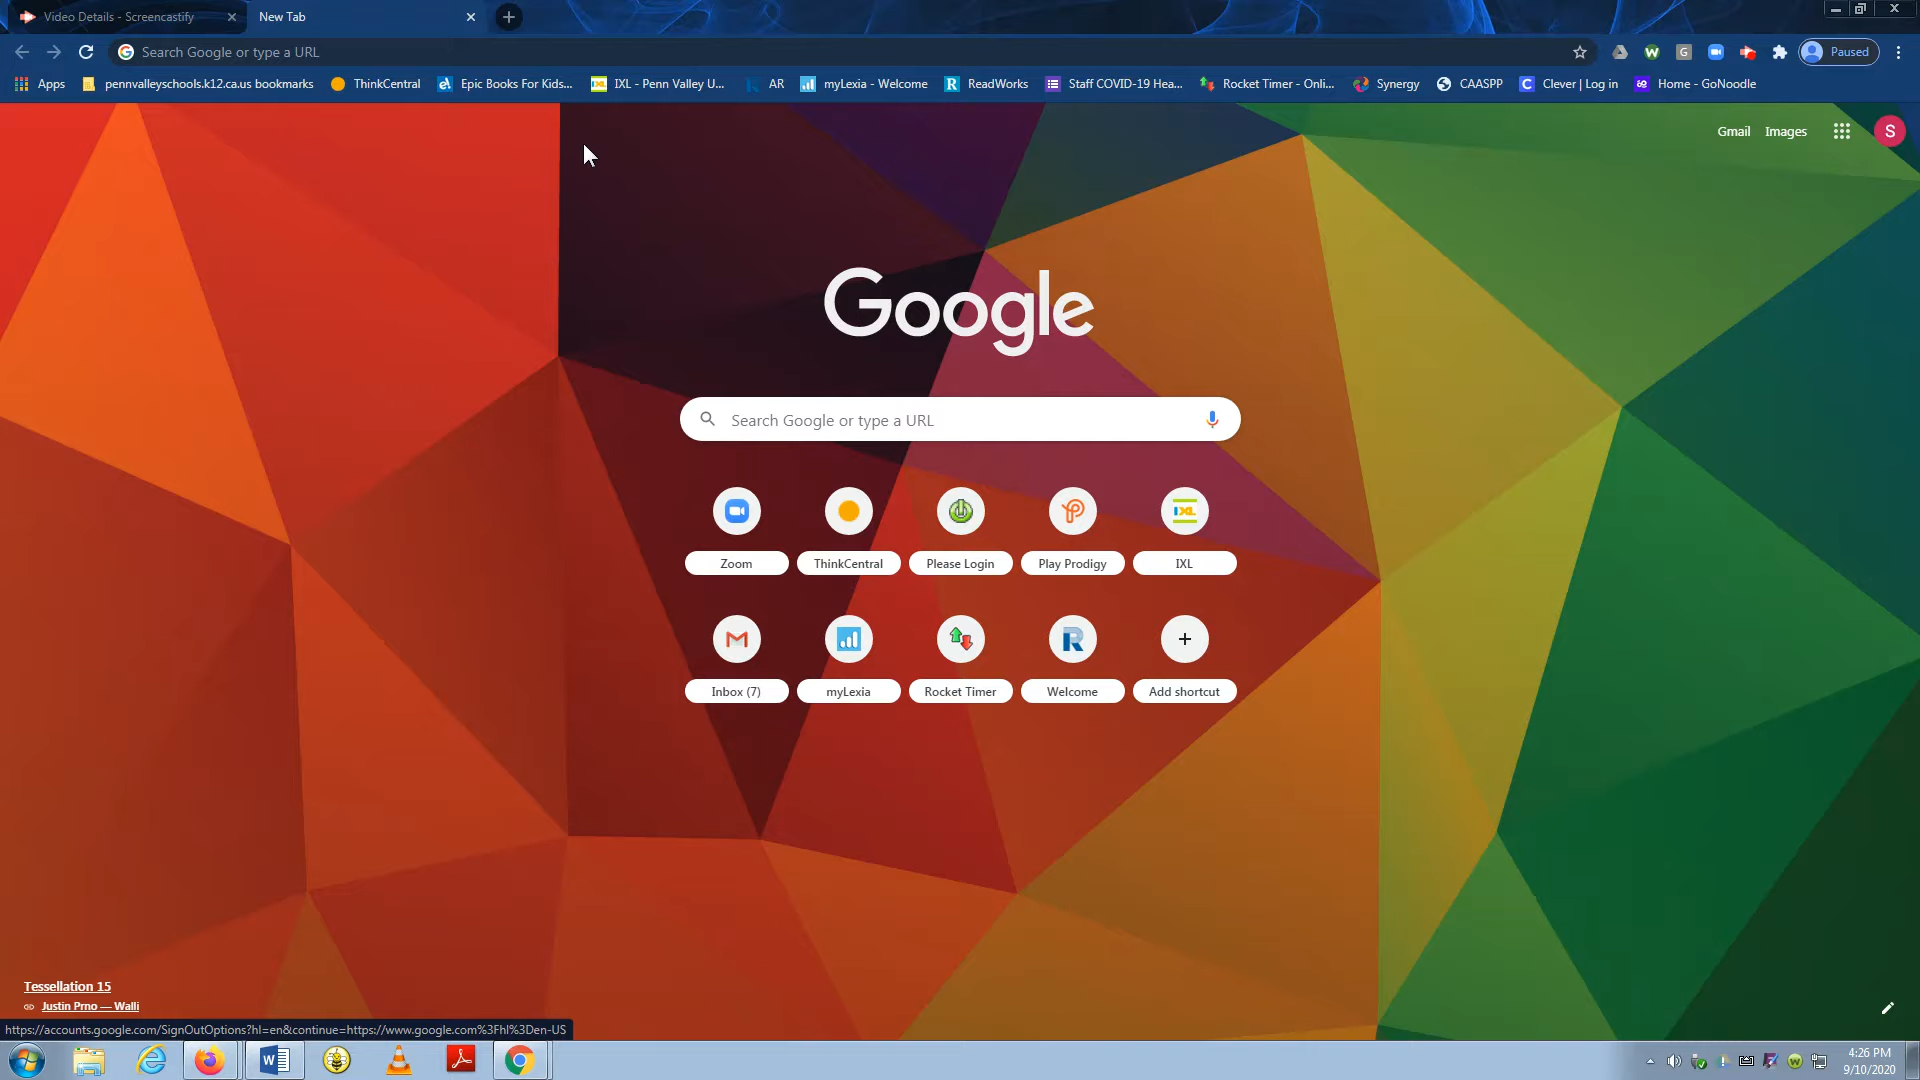 Video Details - Screencastify
New Tab
Search Google or type a URL
Paused
Apps
pennvalleyschools.k12.ca.us bookmarks
ThinkCentral
Epic Books For Kids...
IXL - Penn Valley U...
AR
myLexia - Welcome
ReadWorks
Staff COVID-19 Hea...
Rocket Timer - Onli...
Synergy
CAASPP
Clever | Log in
Home - GoNoodle
Gmail
Images
S
Google
Search Google or type a URL
IXL
Zoom
ThinkCentral
Please Login
Play Prodigy
IXL
Inbox (7)
myLexia
Rocket Timer
Welcome
Add shortcut
Tessellation 15
Justin Prno — Walli
https://accounts.google.com/SignOutOptions?hl=en&continue=https://www.google.com%3Fhl%3Den-US
4:26 PM
9/10/2020